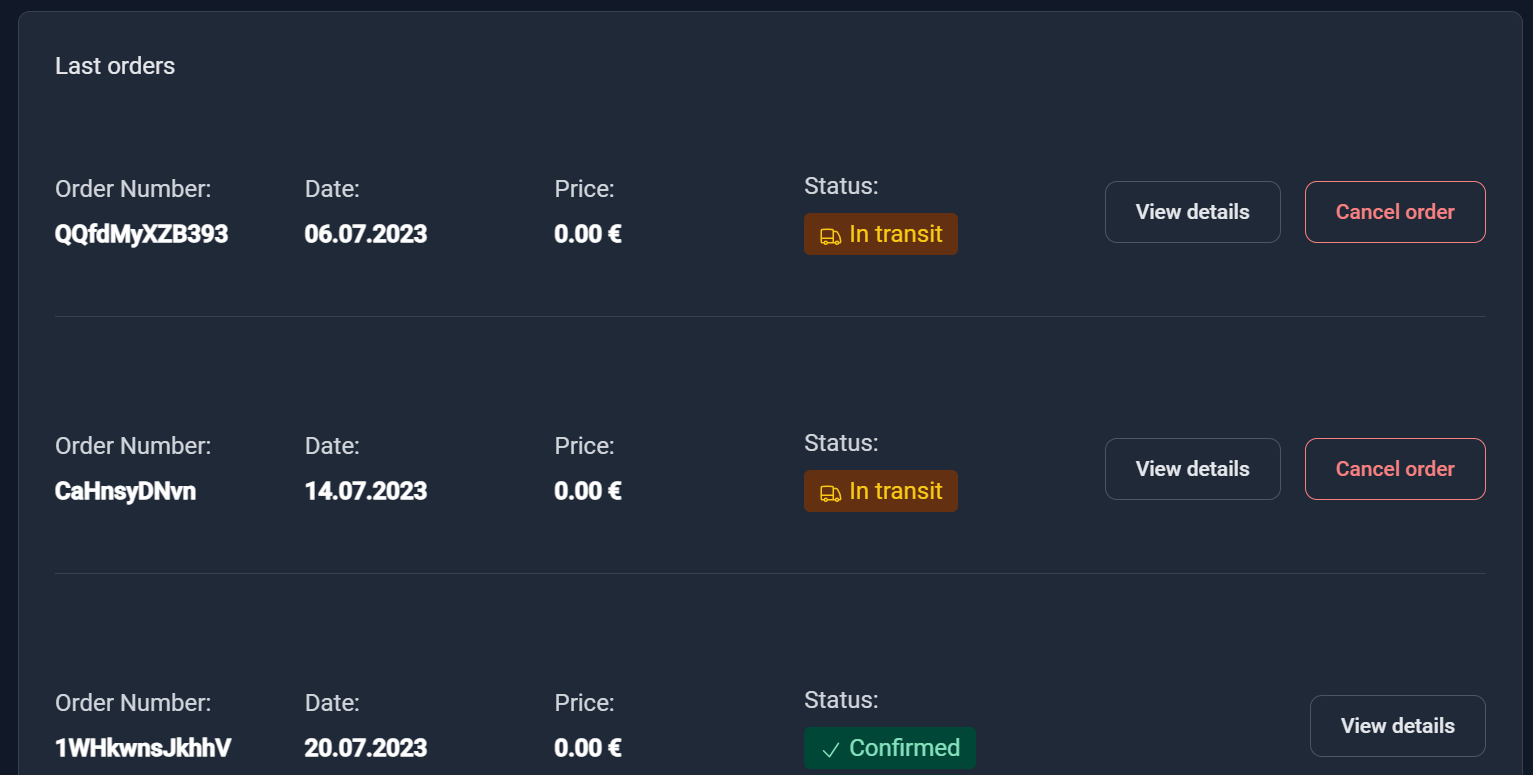 Last orders
Order Number: Date: Price: Status:
QQfdMyXZB393 06.07.2023 0.00 € In transit View details Cancel order
Order Number: Date: Price: Status:
CaHnsyDNvn 14.07.2023 0.00 € In transit View details Cancel order
Order Number: Date: Price: Status:
1WHkwnsJkhhV 20.07.2023 0.00 € Confirmed View details